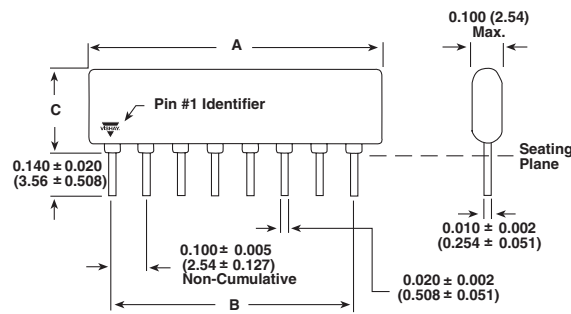 0.100 (2.54)
Max.
A
C
Pin #1 Identifier
VISHAY
0.140 ± 0.020
(3.56 ± 0.508)
Seating
Plane
0.100 ± 0.005
(2.54 ± 0.127)
Non-Cumulative
B
0.010 ± 0.002
(0.254 ± 0.051)
0.020 ± 0.002
(0.508 ± 0.051)